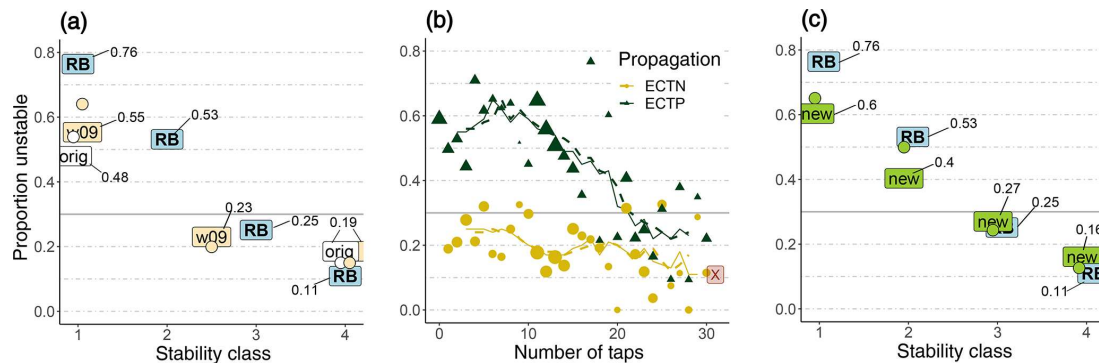 (a)
Proportion unstable
0.8
0.6
0.4
0.2
0.0
RB
0.76
w09
0.55
orig
0.48
RB
0.53
w09
0.23
RB
0.25
orig
0.19
RB
0.11
1
2
3
4
Stability class
(b)
0.8
0.6
0.4
0.2
0.0
Propagation
ECTN
ECTP
X
0
10
20
30
Number of taps
(c)
0.8
0.6
0.4
0.2
0.0
RB
0.76
new
0.6
RB
0.53
new
0.4
new
0.27
0.25
new
0.16
RB
0.11
1
2
3
4
Stability class